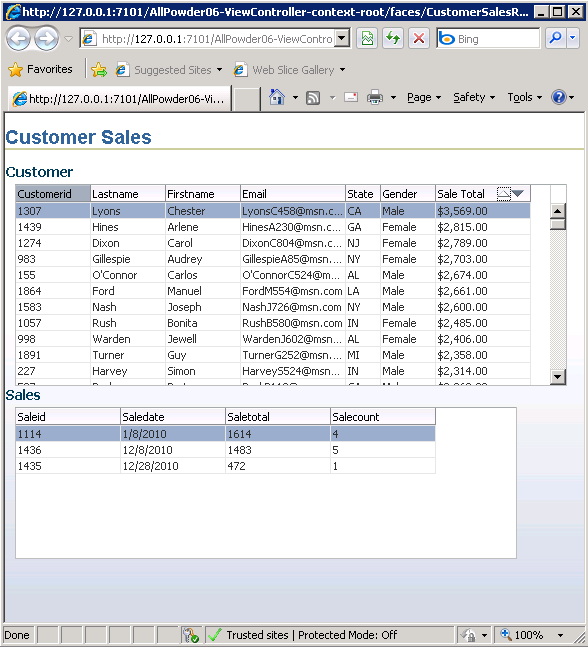 http://127.0.0.1:7101/AllPowder06-ViewController-context-root/faces/CustomerSalesR...
http://127.0.0.1:7101/AllPowder06-ViewContro Bing
Favorites Suggested Sites Web Slice Gallery
http://127.0.0.1:7101/AllPowder06-Vi... Page Safety Tools
Customer Sales
Customer
Customerid Lastname Firstname Email State Gender Sale Total
1307 Lyons Chester LyonsC458@msn.c... CA Male $3,569.00
1439 Hines Arlene HinesA230@msn.c... GA Female $2,815.00
1274 Dixon Carol DixonC804@msn.c... NJ Female $2,789.00
983 Gillespie Audrey GillespieA85@msn.... NY Female $2,703.00
155 O'Connor Carlos O'ConnorC524@m... AL Male $2,674.00
1864 Ford Manuel FordM554@msn.com LA Male $2,661.00
1583 Nash Joseph NashJ726@msn.com NY Male $2,600.00
1057 Rush Bonita RushB580@msn.com IN Female $2,485.00
998 Warden Jewell WardenJ602@msn.... AL Female $2,406.00
1891 Turner Guy TurnerG252@msn.... MI Male $2,358.00
227 Harvey Simon HarveyS524@msn.... IN Male $2,314.00
Sales
Saleid Saledate Saletotal Salecount
1114 1/8/2010 1614 4
1436 12/8/2010 1483 5
1435 12/28/2010 472 1
Done Trusted sites | Protected Mode: Off 100%